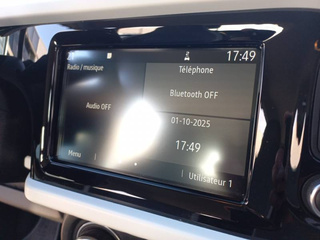 17:49
Radio / musique
Téléphone
Audio OFF
Bluetooth OFF
01-10-2025
17:49
Menu
Utilisateur 1